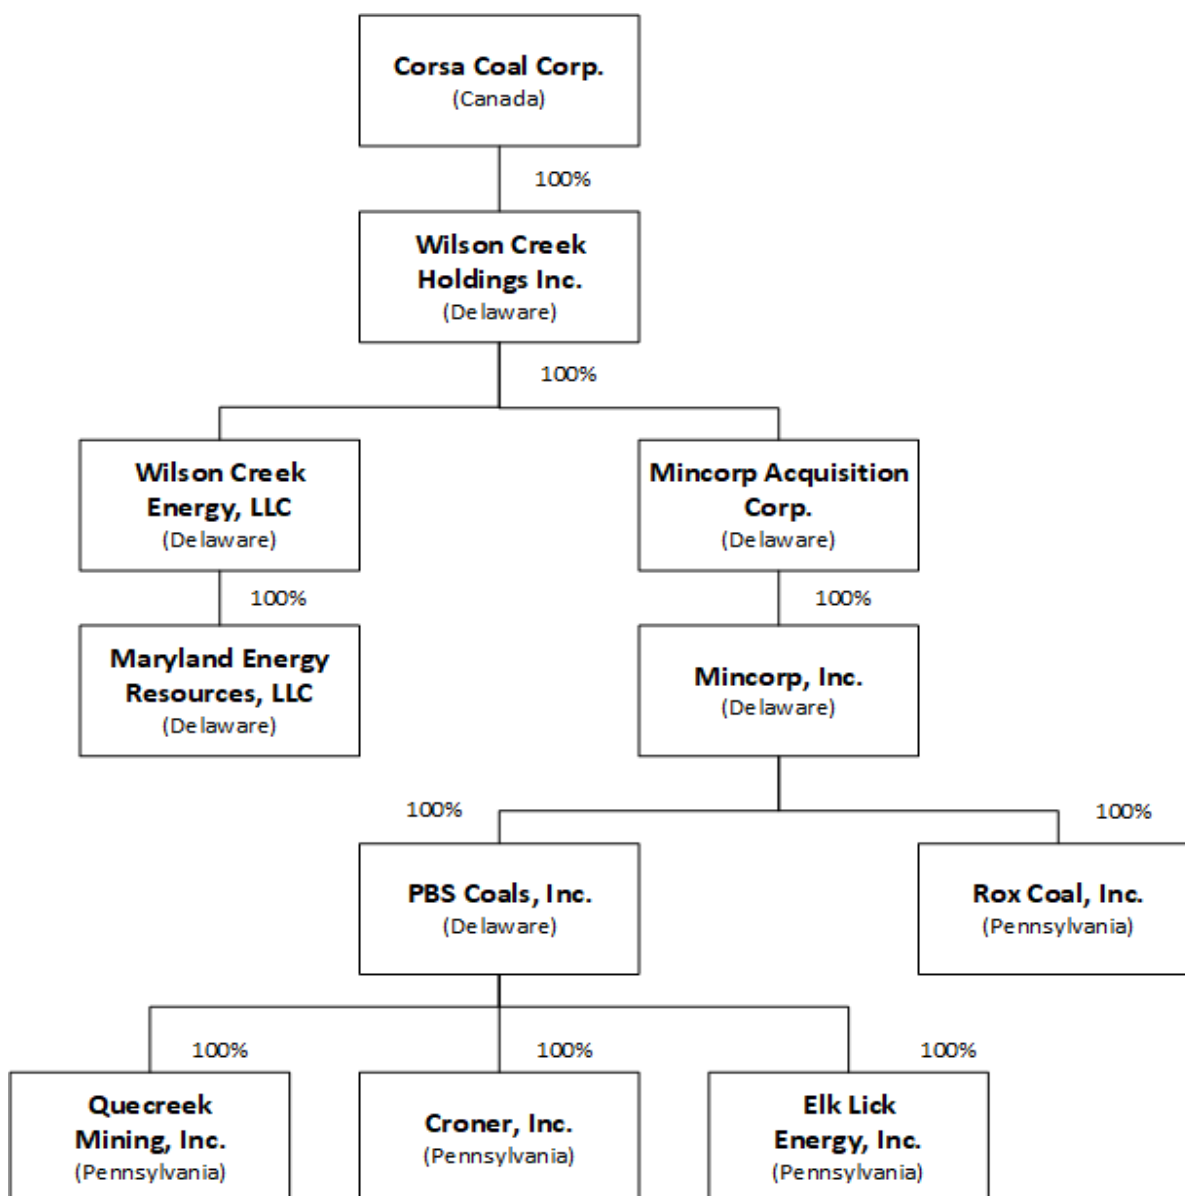 Corsa Coal Corp.
(Canada)
100%
Wilson Creek
Holdings Inc.
(Delaware)
100%
Wilson Creek
Energy, LLC
(Delaware)
Mincorp Acquisition
Corp.
(Delaware)
100%
100%
Maryland Energy
Resources, LLC
(Delaware)
Mincorp, Inc.
(Delaware)
100%
100%
PBS Coals, Inc.
(Delaware)
Rox Coal, Inc.
(Pennsylvania)
100%
100%
100%
Quecreek
Mining, Inc.
(Pennsylvania)
Croner, Inc.
(Pennsylvania)
Elk Lick
Energy, Inc.
(Pennsylvania)